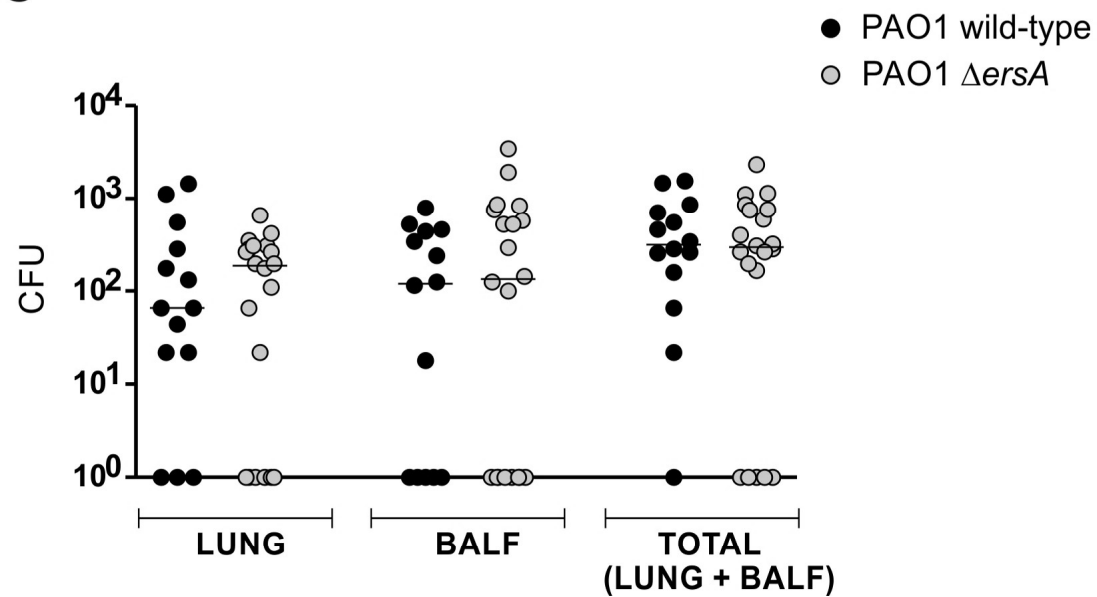 PAO1 wild-type
PAO1 ΔersA
10⁴
10³
10²
10¹
10⁰
CFU
LUNG
BALF
TOTAL
(LUNG + BALF)